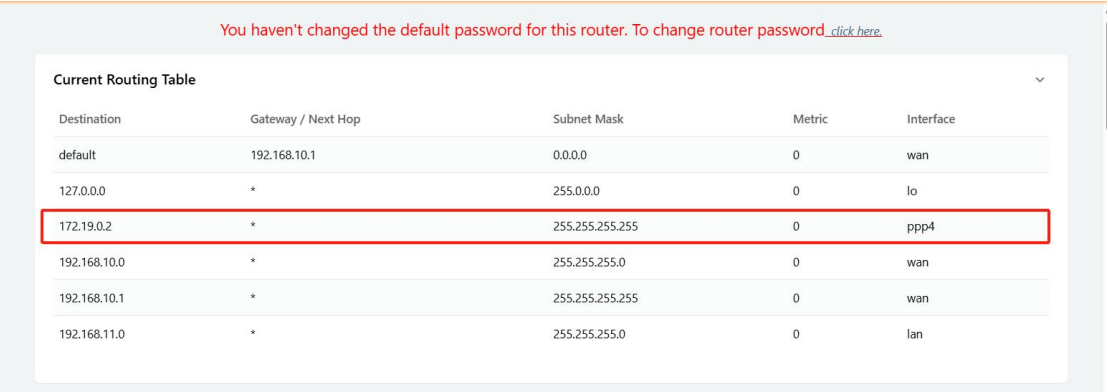 You haven't changed the default password for this router. To change router password click here.
Current Routing Table
Destination Gateway / Next Hop Subnet Mask Metric Interface
default 192.168.10.1 0.0.0.0 0 wan
127.0.0.0 * 255.0.0.0 0 lo
172.19.0.2 * 255.255.255.255 0 ppp4
192.168.10.0 * 255.255.255.0 0 wan
192.168.10.1 * 255.255.255.255 0 wan
192.168.11.0 * 255.255.255.0 0 lan